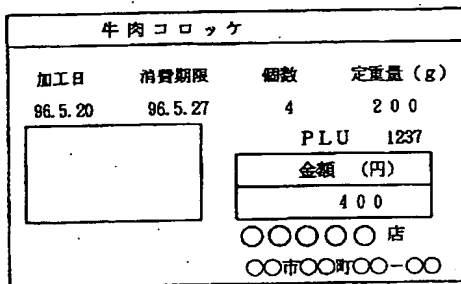 牛肉コロッケ
加工日 消費期限 個数 定重量（g）
96.5.20 96.5.27 4 200
PLU 1237
金額 （円）
400
○○○○○店
○○市○○町○○-○○